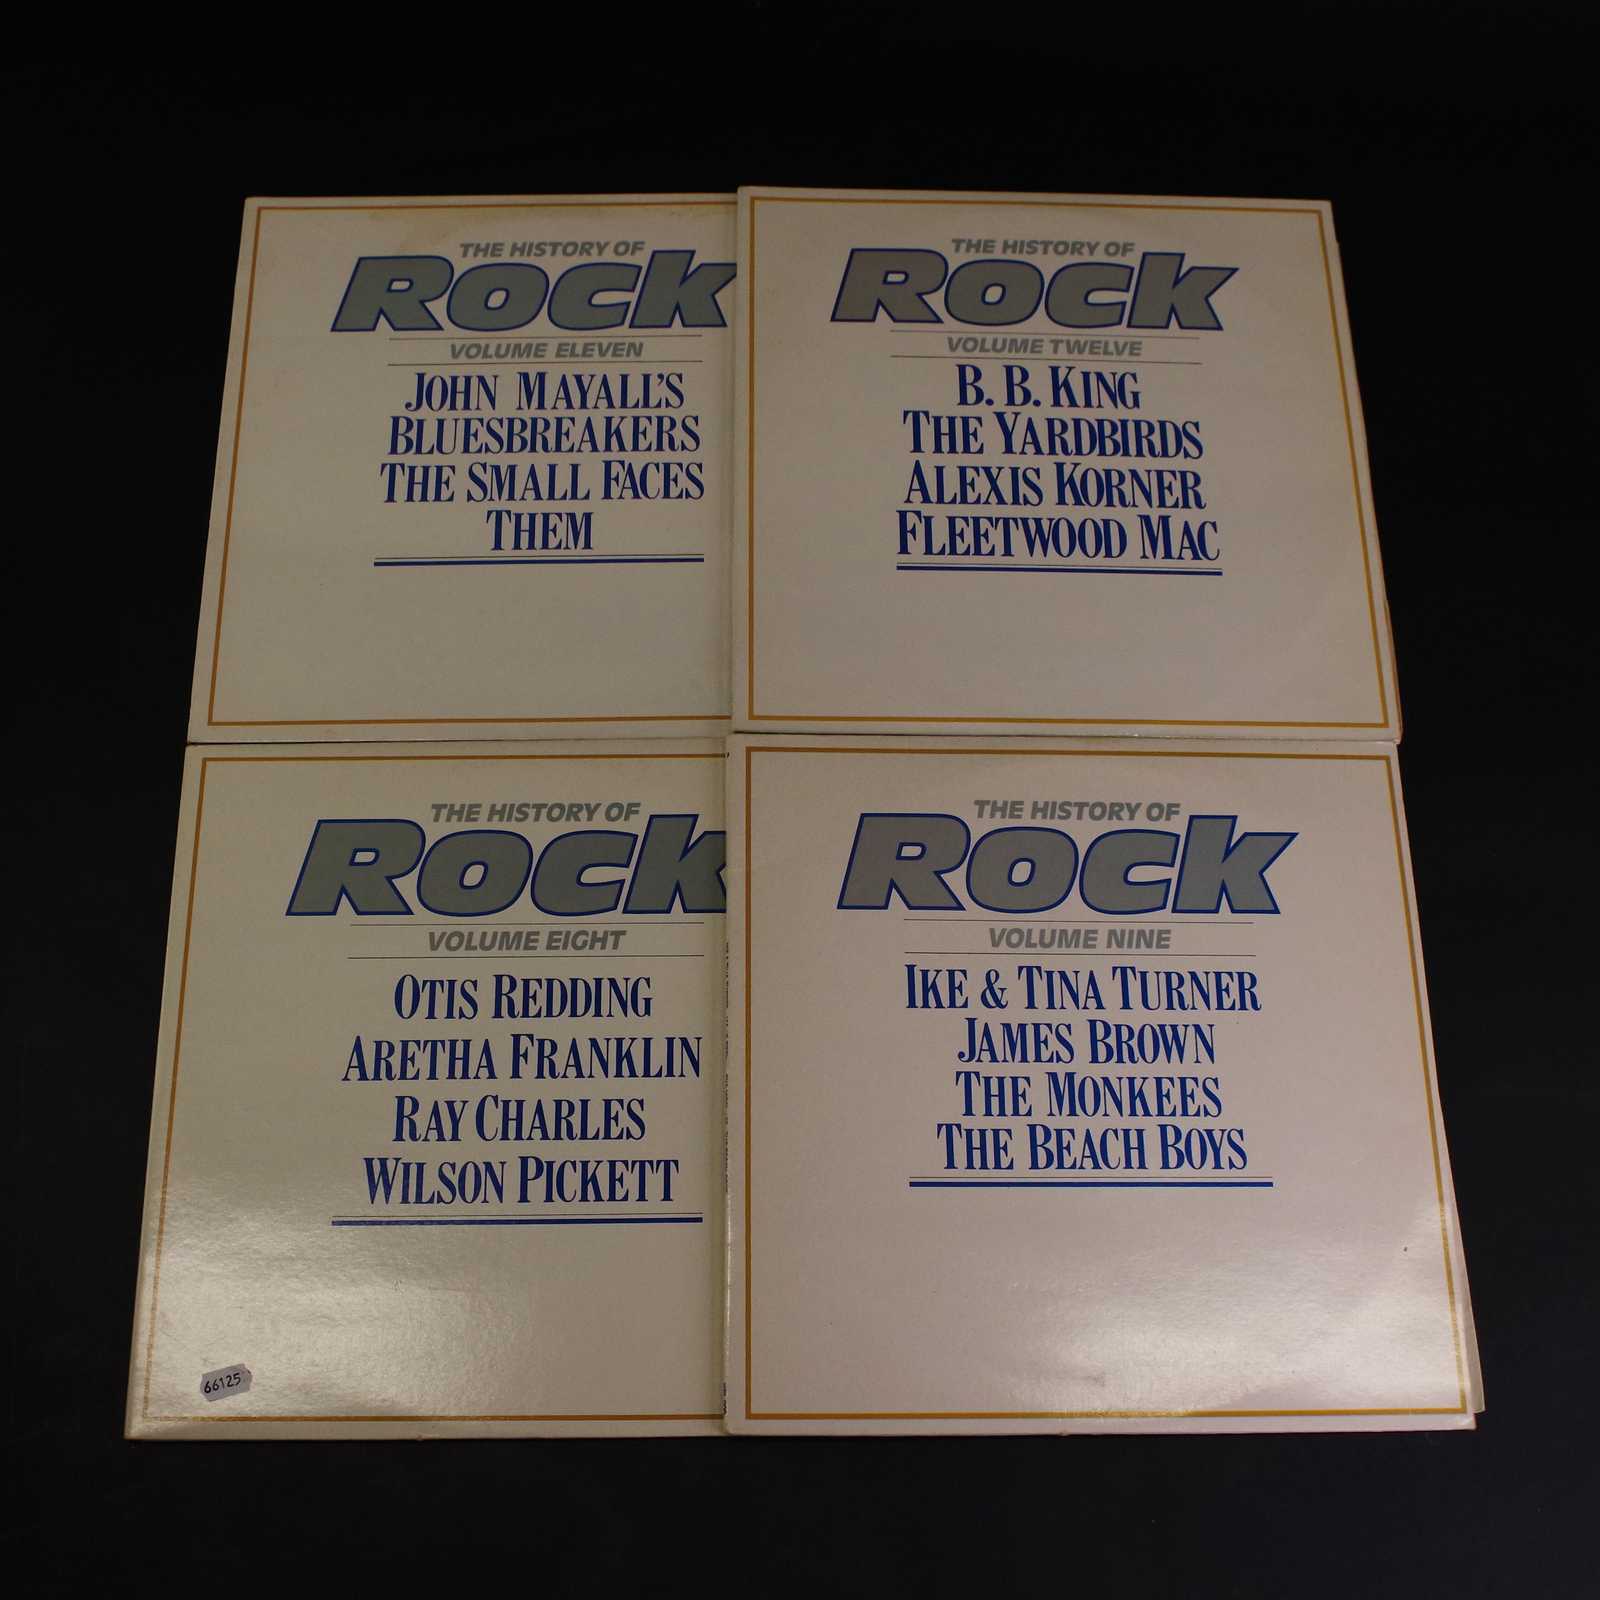 THE HISTORY OF
ROCK
VOLUME ELEVEN
JOHN MAYALL'S
BLUESBREAKERS
THE SMALL FACES
THEM
THE HISTORY OF
ROCK
VOLUME TWELVE
B. B. KING
THE YARDBIRDS
ALEXIS KORNER
FLEETWOOD MAC
THE HISTORY OF
ROCK
VOLUME EIGHT
OTIS REDDING
ARETHA FRANKLIN
RAY CHARLES
WILSON PICKETT
66125
THE HISTORY OF
ROCK
VOLUME NINE
IKE & TINA TURNER
JAMES BROWN
THE MONKEES
THE BEACH BOYS